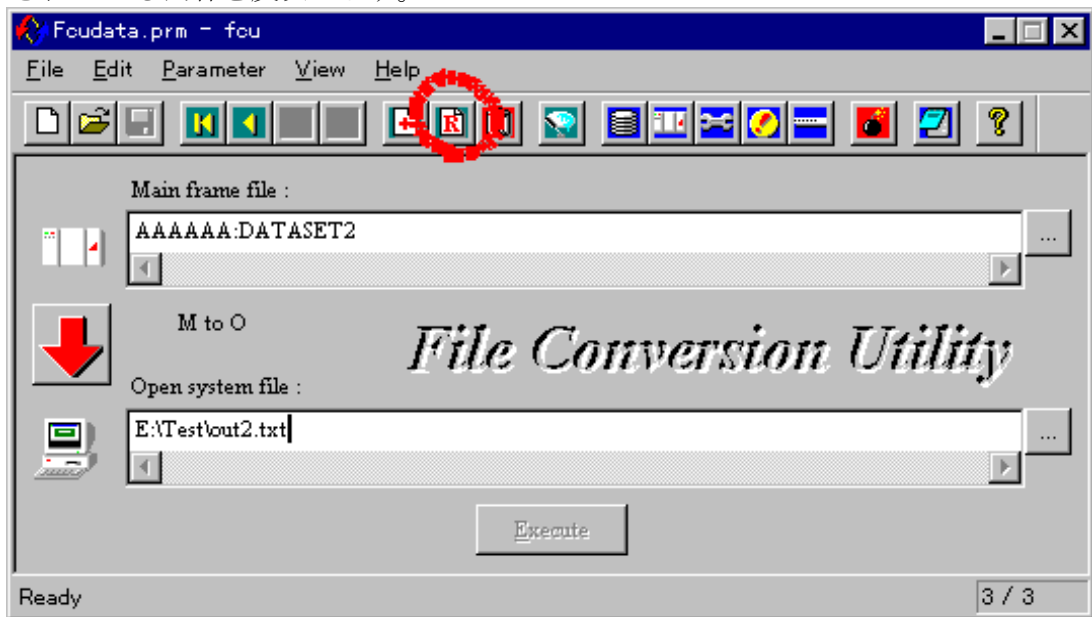 Fcudata.prm - fcu
File Edit Parameter View Help
R
Main frame file :
AAAAAA:DATASET2
...
M to O
File Conversion Utility
Open system file :
E:\Test\out2.txt
...
Execute
Ready
3 / 3